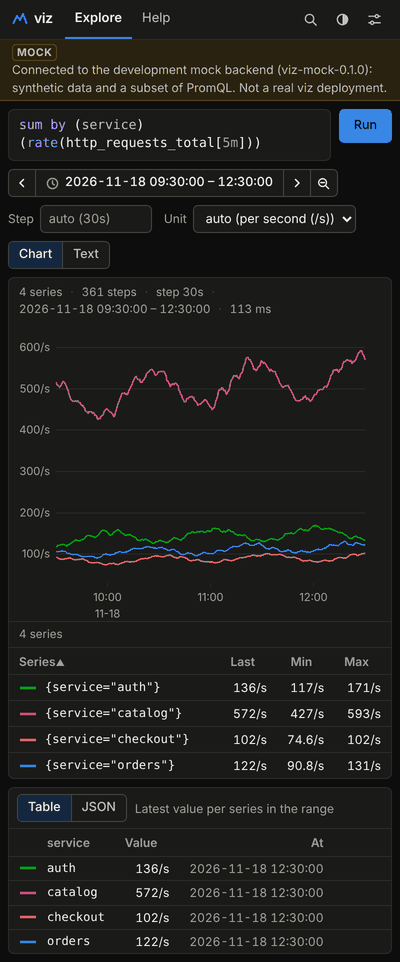 viz Explore Help
MOCK
Connected to the development mock backend (viz-mock-0.1.0):
synthetic data and a subset of PromQL. Not a real viz deployment.
sum by (service)
(rate(http_requests_total[5m]))
Run
2026-11-18 09:30:00 – 12:30:00
Step auto (30s) Unit auto (per second (/s))
Chart Text
4 series · 361 steps · step 30s ·
2026-11-18 09:30:00 – 12:30:00 · 113 ms
600/s
500/s
400/s
300/s
200/s
100/s
10:00 11:00 12:00
11-18
4 series
Series▲ Last Min Max
{service="auth"} 136/s 117/s 171/s
{service="catalog"} 572/s 427/s 593/s
{service="checkout"} 102/s 74.6/s 102/s
{service="orders"} 122/s 90.8/s 131/s
Table JSON Latest value per series in the range
service Value At
auth 136/s 2026-11-18 12:30:00
catalog 572/s 2026-11-18 12:30:00
checkout 102/s 2026-11-18 12:30:00
orders 122/s 2026-11-18 12:30:00